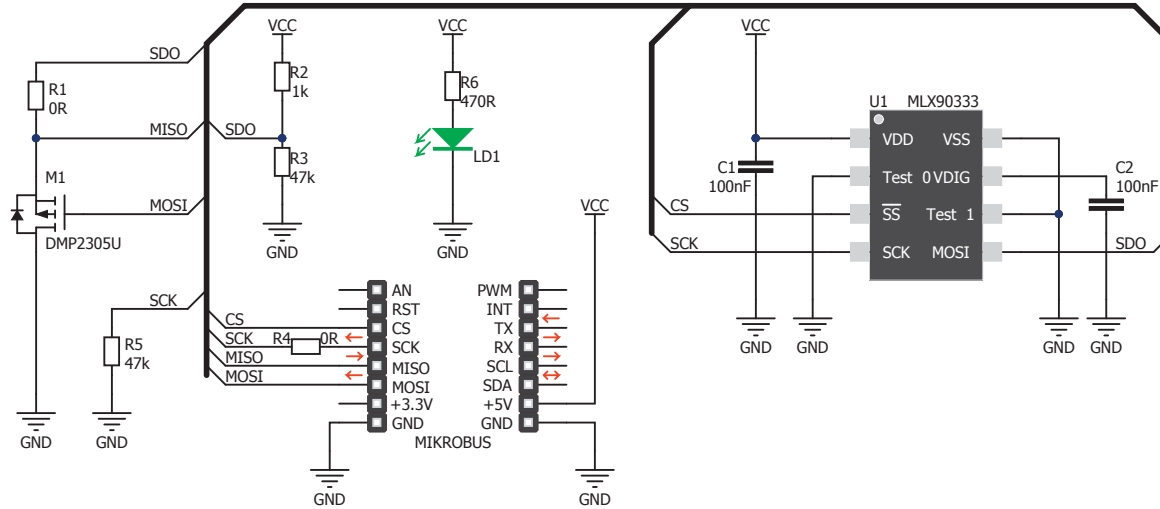 VCC
VCC
VCC
SDO
R1
0R
R2
1k
R6
470R
U1 MLX90333
MISO
SDO
VDD
VSS
R3
47k
LD1
C1
100nF
Test 0
VDIG
C2
100nF
M1
MOSI
DMP2305U
VCC
CS
SS
Test 1
GND
GND
SCK
SCK
MOSI
SDO
SCK
AN
PWM
RST
INT
CS
CS
TX
R5
47k
SCK
R4
0R
SCK
RX
GND
GND
GND
GND
MISO
MISO
SCL
MOSI
MOSI
SDA
+3.3V
+5V
GND
GND
GND
GND
MIKROBUS
GND
GND